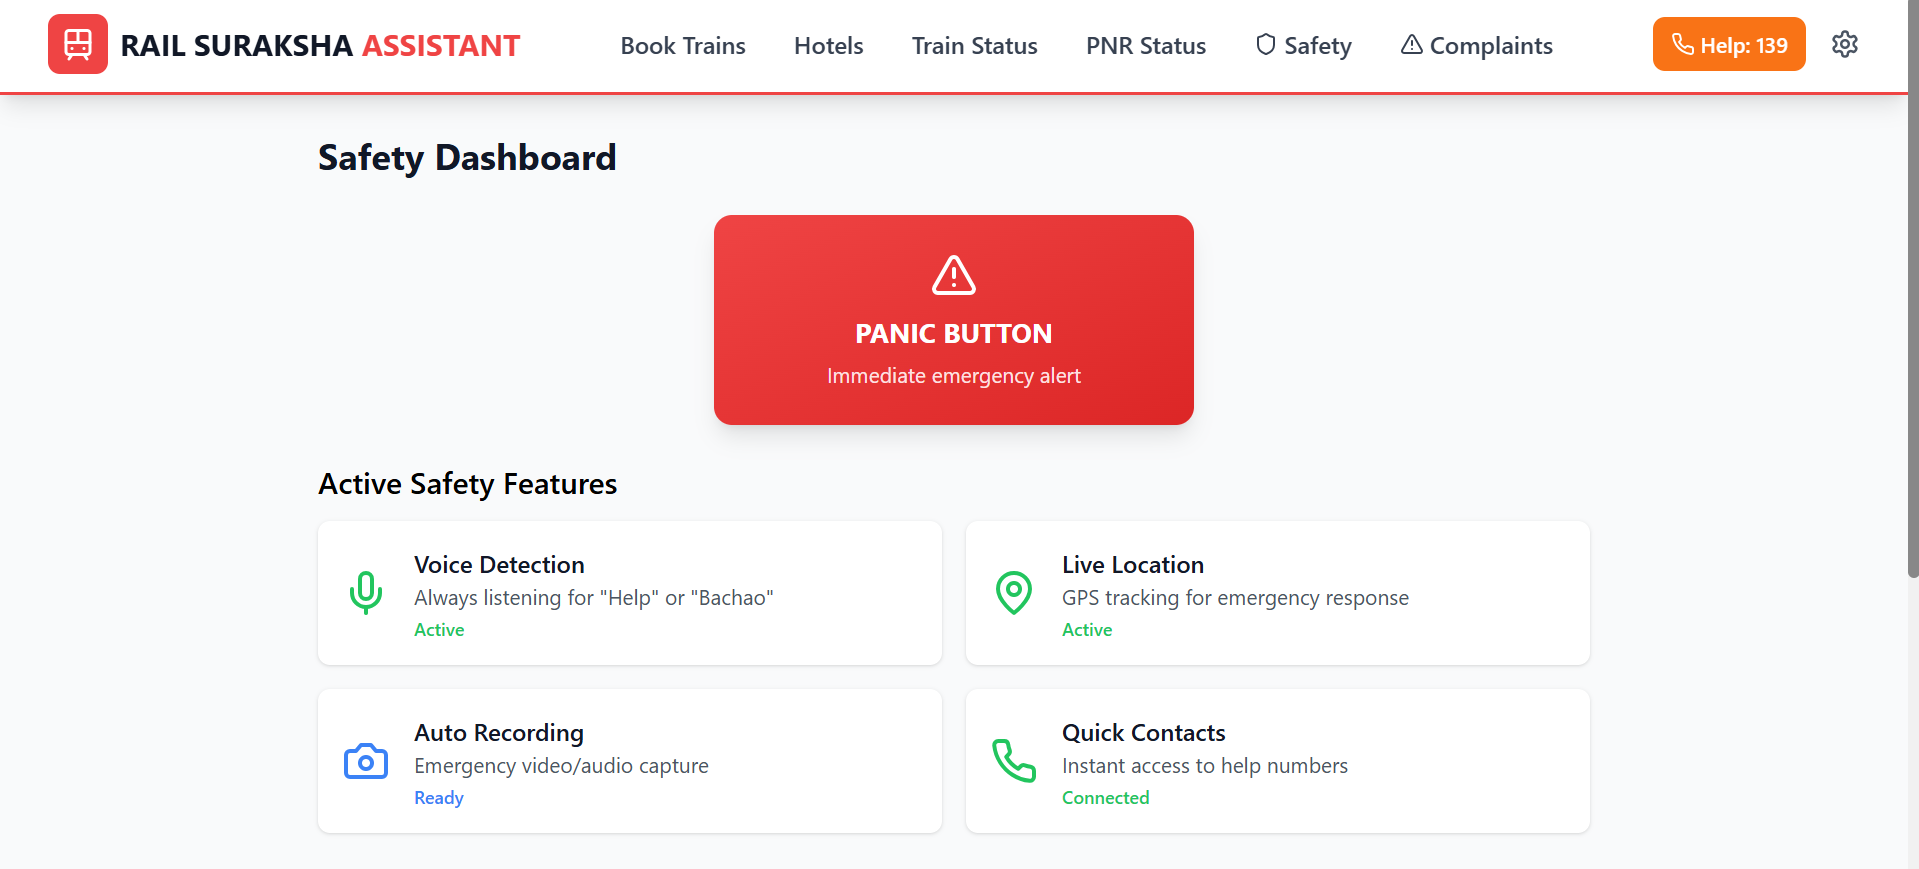 RAIL SURAKSHA ASSISTANT
Book Trains
Hotels
Train Status
PNR Status
Safety
Complaints
Help: 139
Safety Dashboard
PANIC BUTTON
Immediate emergency alert
Active Safety Features
Voice Detection
Always listening for "Help" or "Bachao"
Active
Live Location
GPS tracking for emergency response
Active
Auto Recording
Emergency video/audio capture
Ready
Quick Contacts
Instant access to help numbers
Connected